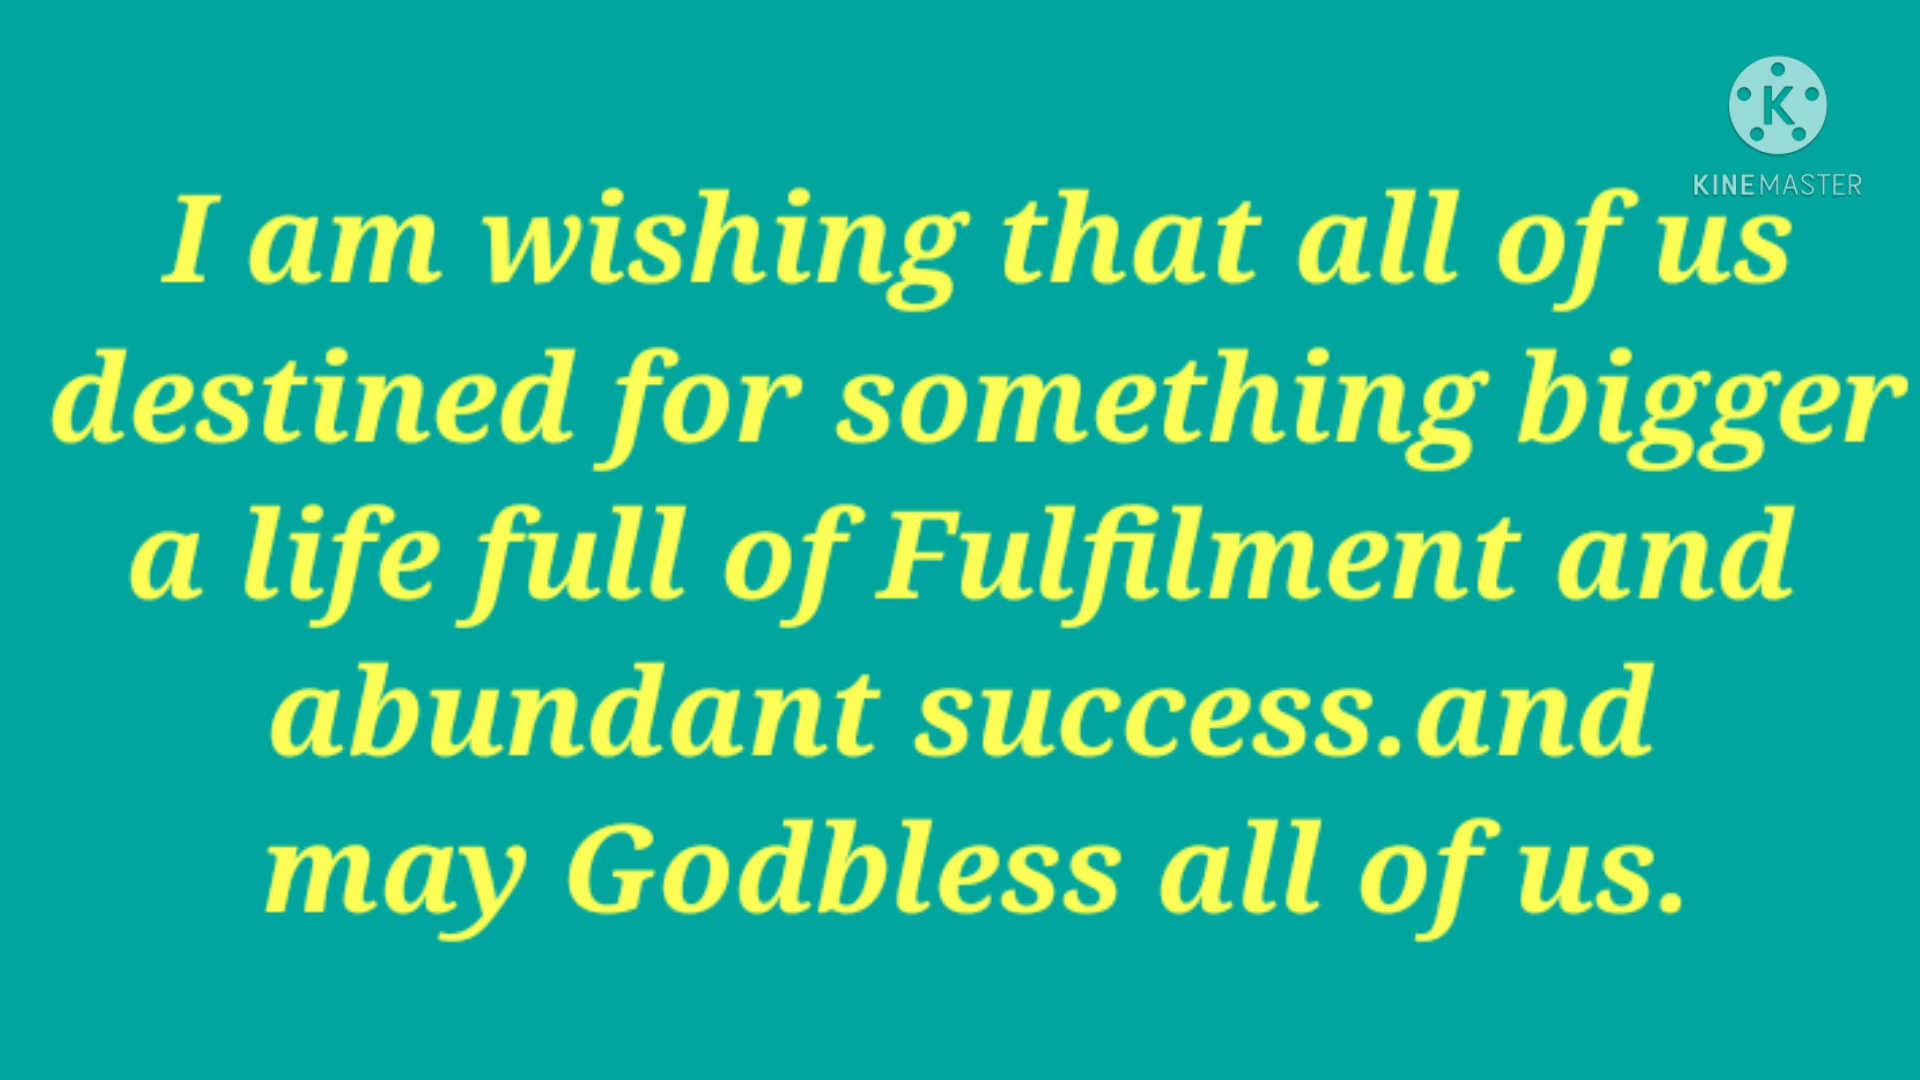 K
KINEMASTER
I am wishing that all of us
destined for something bigger
a life full of Fulfilment and
abundant success.and
may Godbless all of us.